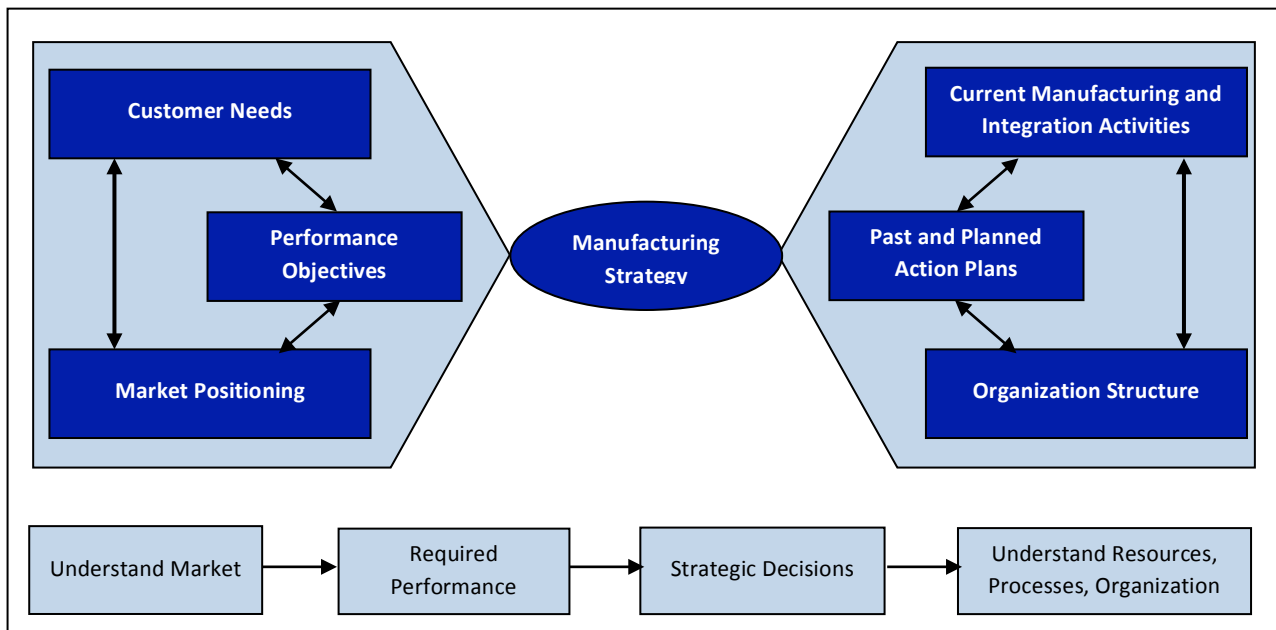 Customer Needs
Performance
Objectives
Market Positioning
Manufacturing
Strategy
Current Manufacturing and
Integration Activities
Past and Planned
Action Plans
Organization Structure
Understand Market
Required
Performance
Strategic Decisions
Understand Resources,
Processes, Organization